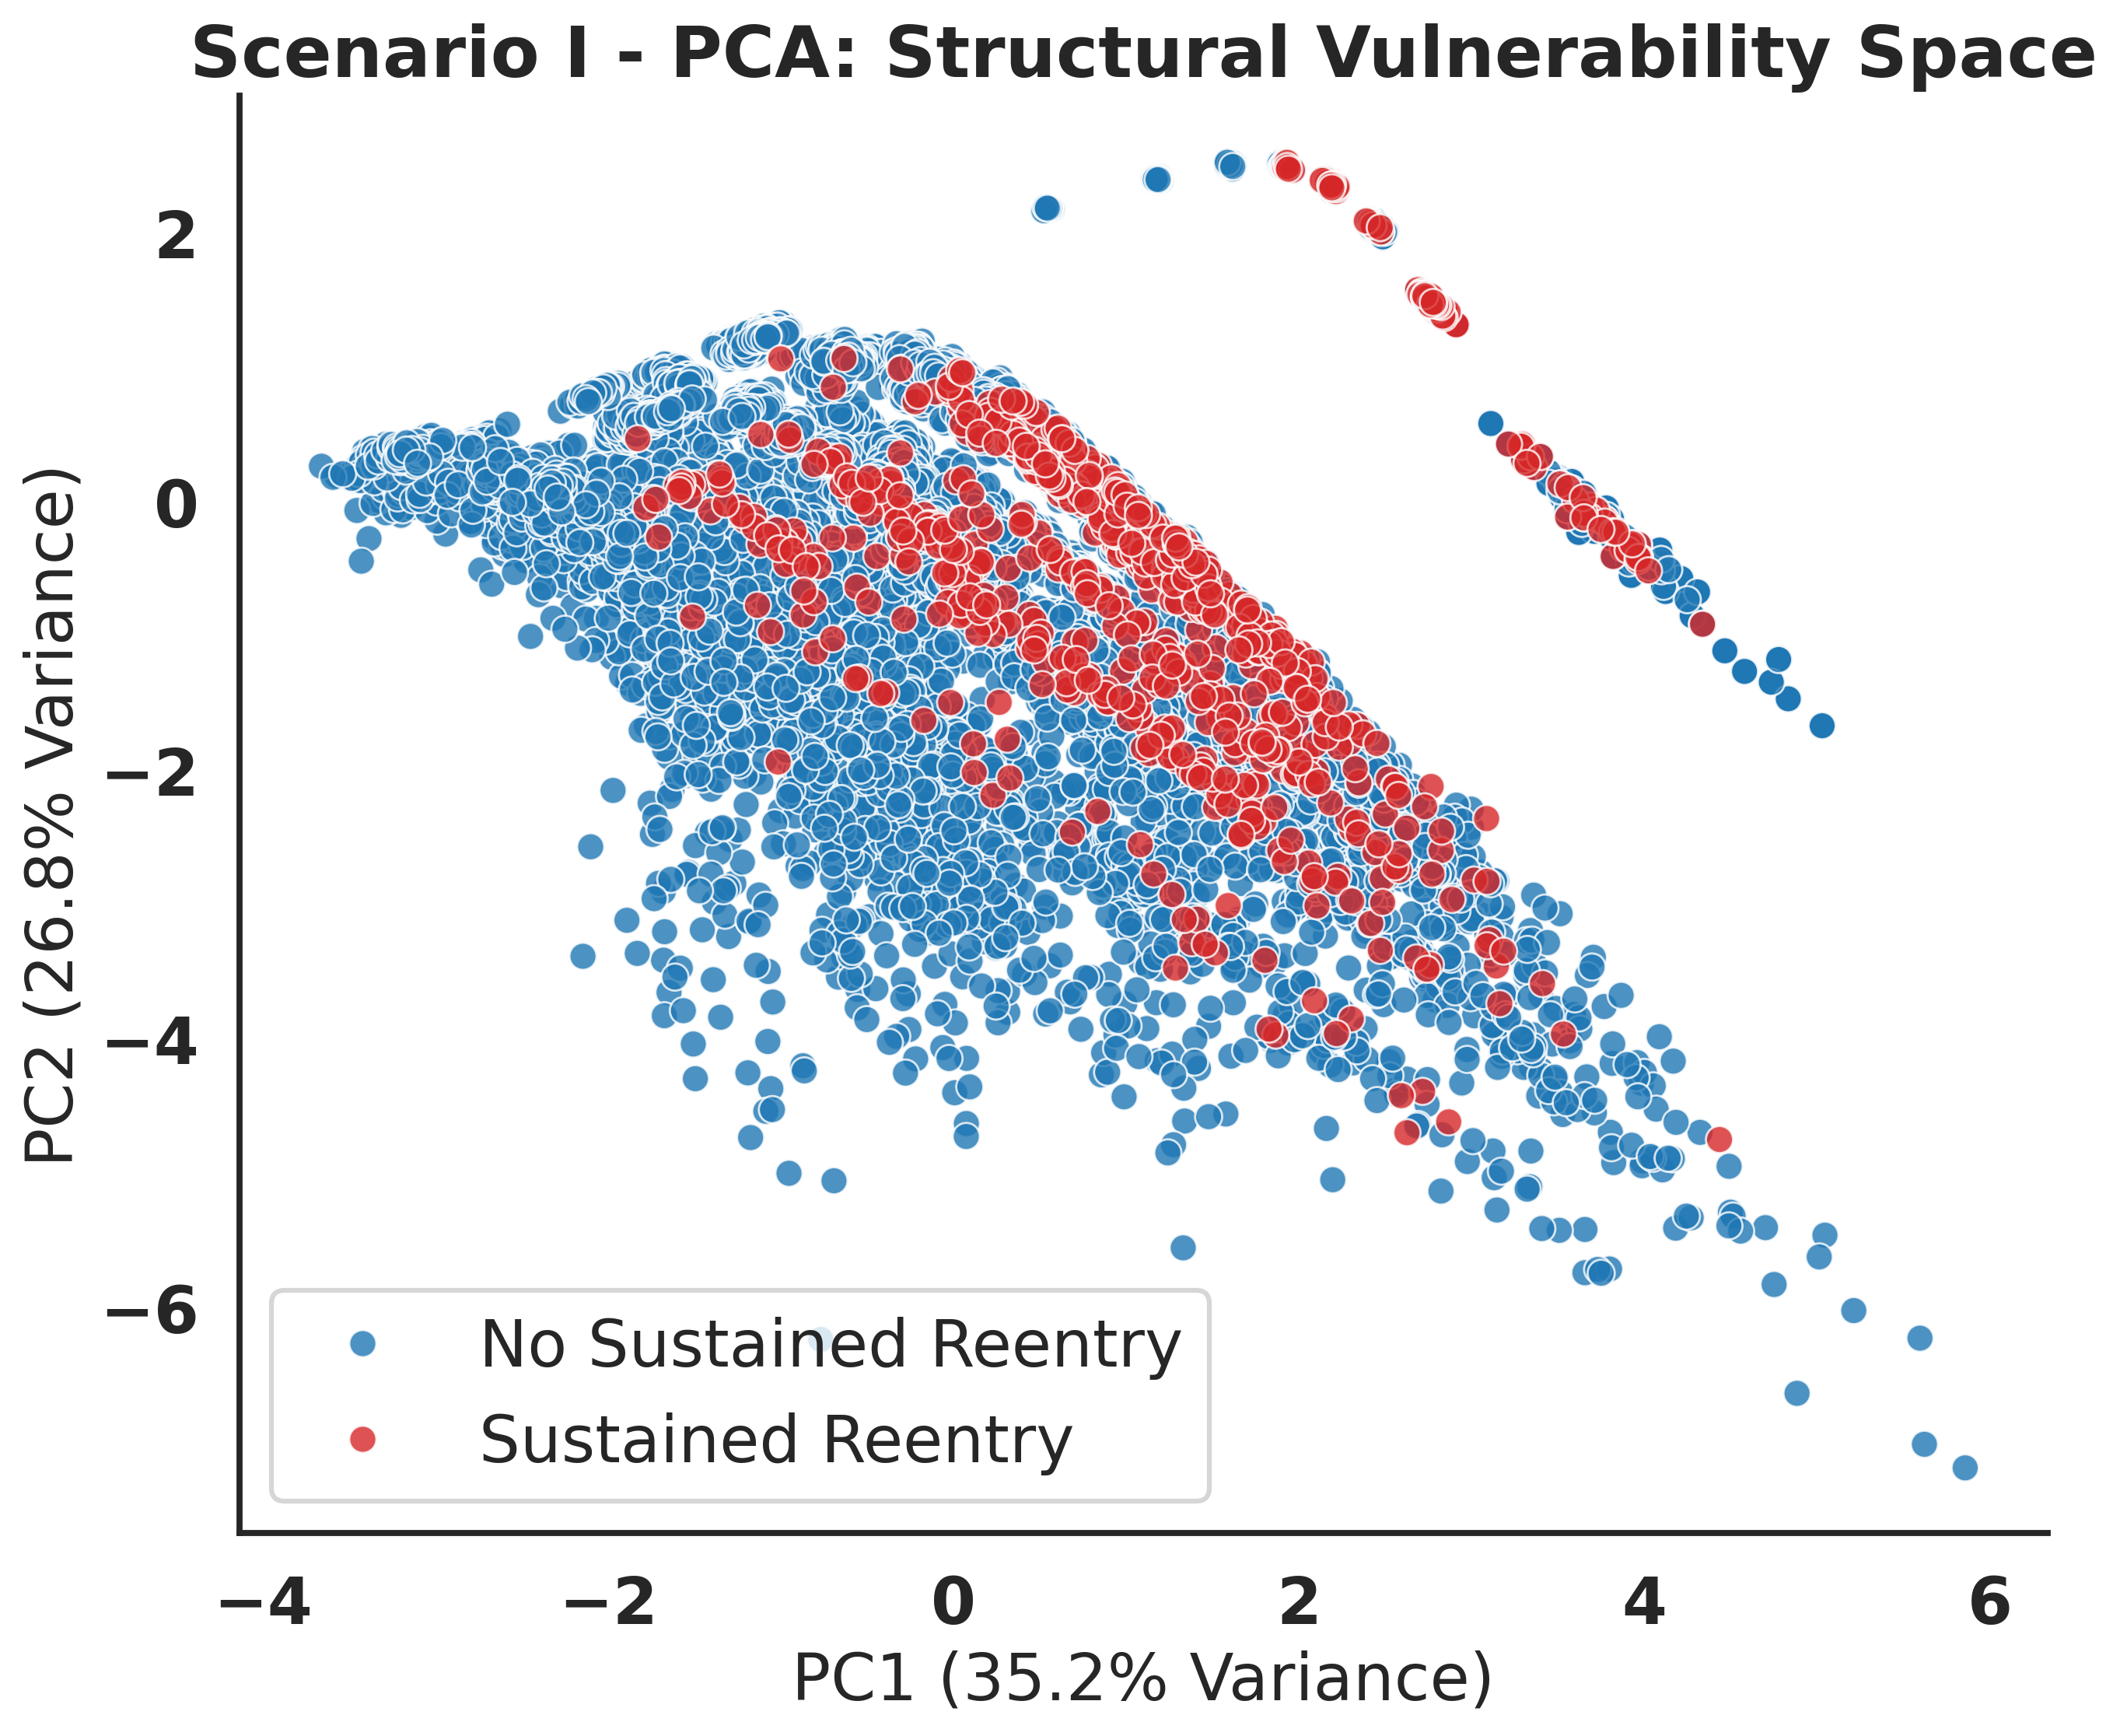 Scenario I - PCA: Structural Vulnerability Space
PC2 (26.8% Variance)
2
0
−2
−4
−6
No Sustained Reentry
Sustained Reentry
−4 −2 0 2 4 6
PC1 (35.2% Variance)